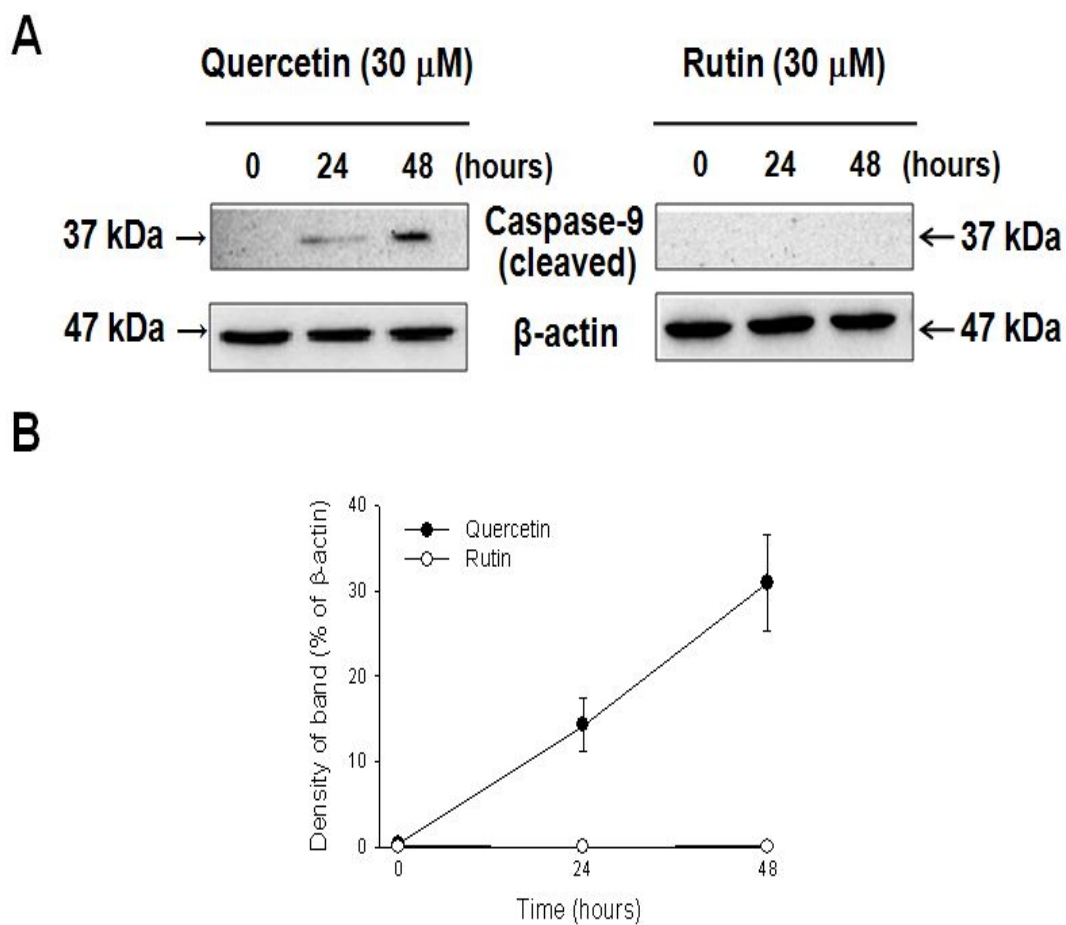 A
Quercetin (30 μM)
Rutin (30 μM)
0 24 48 (hours)
0 24 48 (hours)
37 kDa →
Caspase-9
(cleaved)
← 37 kDa
47 kDa →
β-actin
← 47 kDa
B
Density of band (% of β-actin)
40
30
20
10
0
Quercetin
Rutin
0 24 48
Time (hours)